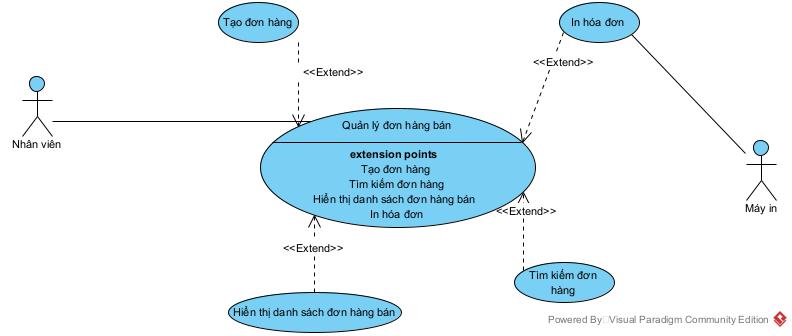 Tạo đơn hàng
In hóa đơn
<<Extend>>
<<Extend>>
Nhân viên
Quản lý đơn hàng bán
extension points
Tạo đơn hàng
Tìm kiếm đơn hàng
Hiển thị danh sách đơn hàng bán
In hóa đơn
Máy in
<<Extend>>
<<Extend>>
Tìm kiếm đơn
hàng
Hiển thị danh sách đơn hàng bán
Powered By Visual Paradigm Community Edition